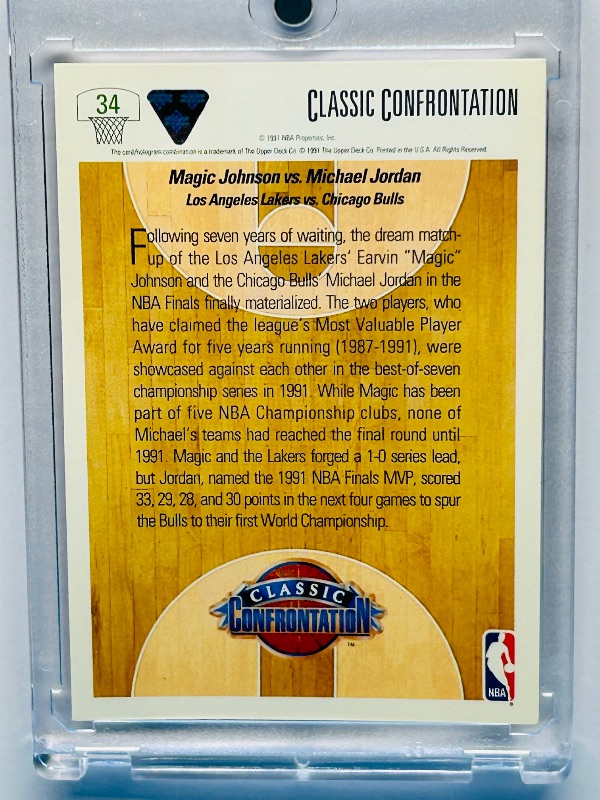 34
CLASSIC CONFRONTATION
© 1991 NBA Properties, Inc.
The card/hologram combination is a trademark of The Upper Deck Co. © 1991 The Upper Deck Co. Printed in the U.S.A. All Rights Reserved.
Magic Johnson vs. Michael Jordan
Los Angeles Lakers vs. Chicago Bulls
Following seven years of waiting, the dream match-
up of the Los Angeles Lakers' Earvin "Magic"
Johnson and the Chicago Bulls' Michael Jordan in the
NBA Finals finally materialized. The two players, who
have claimed the league's Most Valuable Player
Award for five years running (1987-1991), were
showcased against each other in the best-of-seven
championship series in 1991. While Magic has been
part of five NBA Championship clubs, none of
Michael's teams had reached the final round until
1991. Magic and the Lakers forged a 1-0 series lead,
but Jordan, named the 1991 NBA Finals MVP, scored
33, 29, 28, and 30 points in the next four games to spur
the Bulls to their first World Championship.
CLASSIC
CONFRONTATION
™
NBA
®